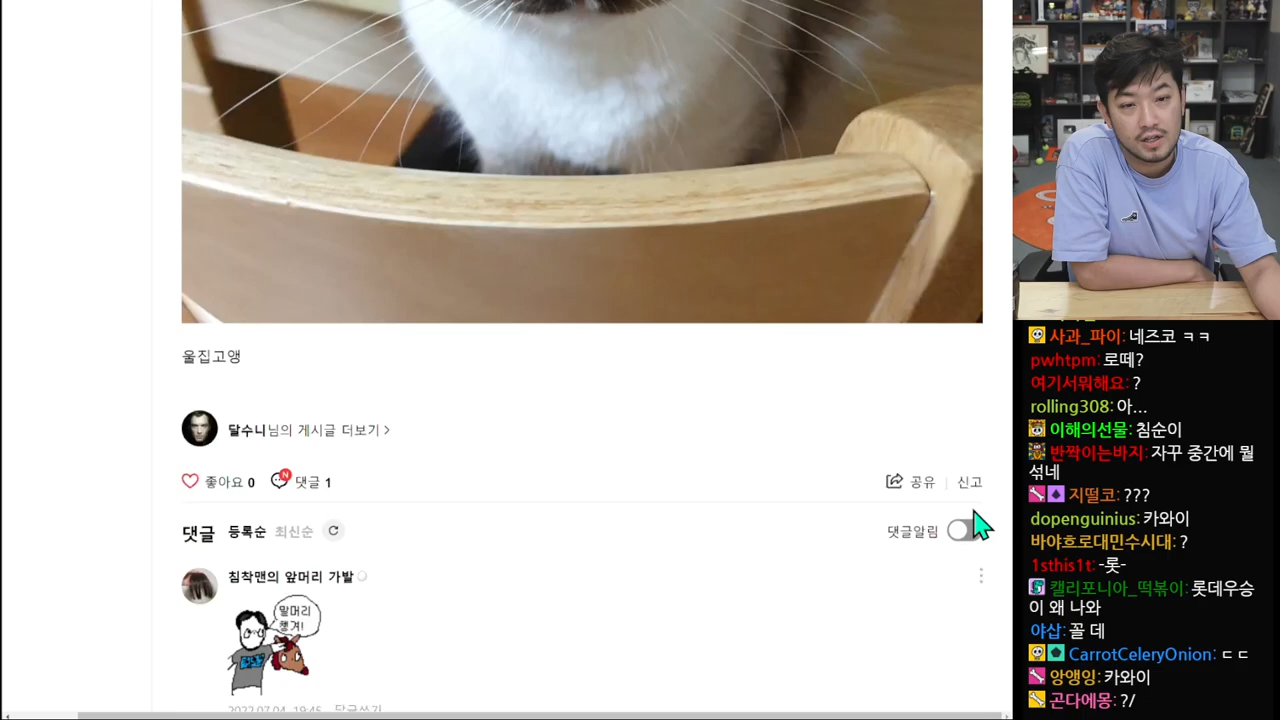 울집고앵
달수니님의 게시글 더보기 >
좋아요 0 댓글 1
공유 | 신고
댓글 등록순 최신순
댓글알림
침착맨의 앞머리 가발
말머리
챙겨!
2022.07.04. 19:45 답글쓰기
사과_파이: 네즈코 ㅋㅋ
pwhtpm: 로떼?
여기서뭐해요: ?
rolling308: 아...
이해의선물: 침순이
반짝이는바지: 자꾸 중간에 뭘
섞네
지떨코: ???
dopenguinius: 카와이
바야흐로대민수시대: ?
1sthis1t: -롯-
캘리포니아_떡볶이: 롯데우승
이 왜 나와
야삽: 꼴 데
CarrotCeleryOnion: ㄷㄷ
앙앵잉: 카와이
곤다에몽: ?/